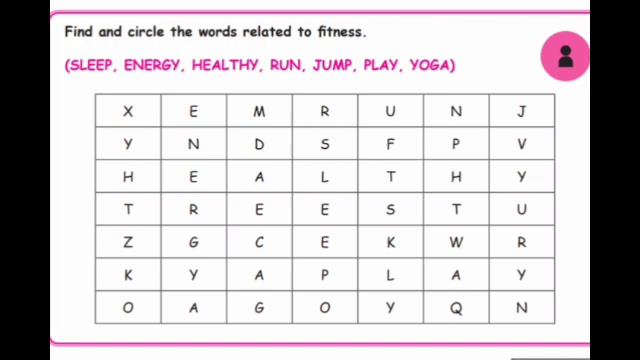 Find and circle the words related to fitness.
(SLEEP, ENERGY, HEALTHY, RUN, JUMP, PLAY, YOGA)
X E M R U N J
Y N D S F P V
H E A L T H Y
T R E E S T U
Z G C E K W R
K Y A P L A Y
O A G O Y Q N